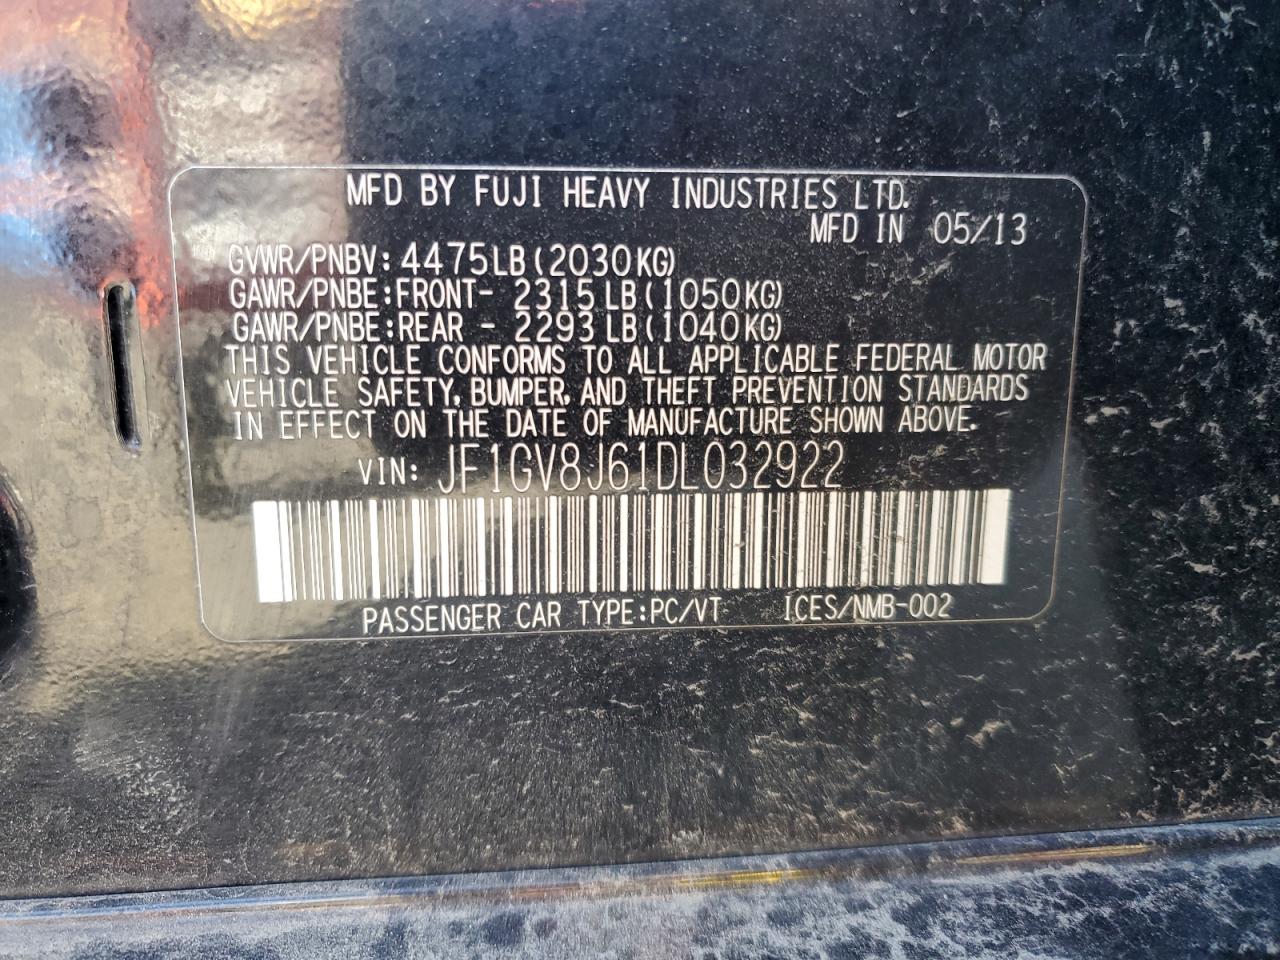 MFD BY FUJI HEAVY INDUSTRIES LTD.
MFD IN 05/13
GVWR/PNBV: 4475LB(2030KG)
GAWR/PNBE:FRONT- 2315LB(1050KG)
GAWR/PNBE:REAR - 2293LB(1040KG)
THIS VEHICLE CONFORMS TO ALL APPLICABLE FEDERAL MOTOR
VEHICLE SAFETY, BUMPER, AND THEFT PREVENTION STANDARDS
IN EFFECT ON THE DATE OF MANUFACTURE SHOWN ABOVE.
VIN: JF1GV8J61DL032922
PASSENGER CAR TYPE:PC/VT ICES/NMB-002